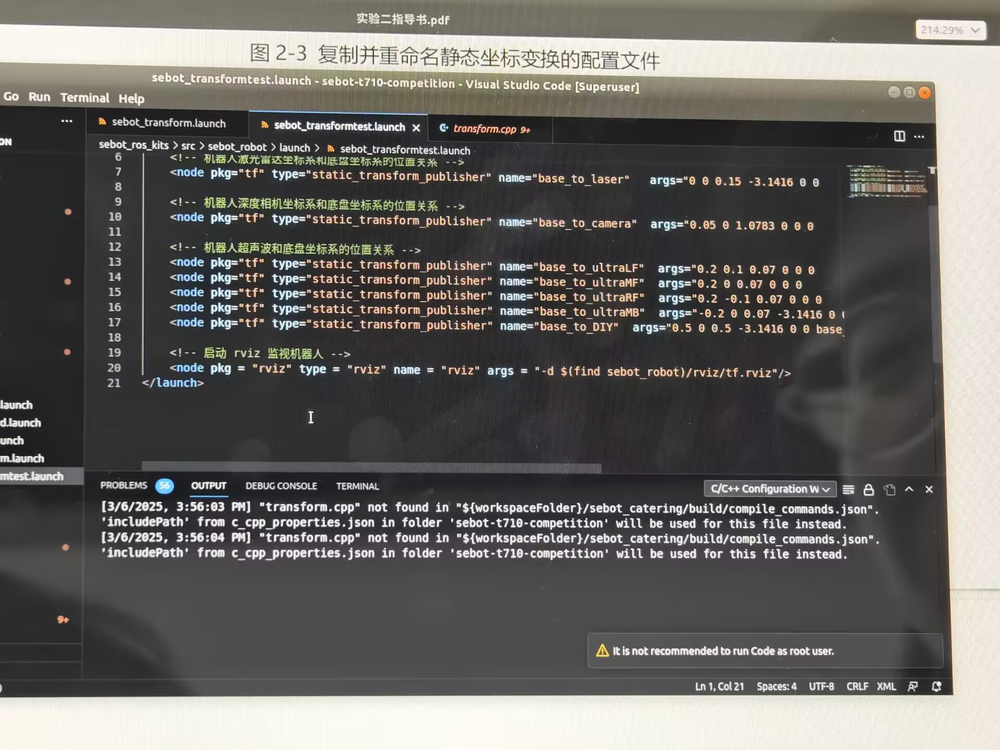 实验二指导书.pdf
214.29%
图 2-3 复制并重命名静态坐标变换的配置文件
sebot_transformtest.launch - sebot-t710-competition - Visual Studio Code [Superuser]
Go Run Terminal Help
sebot_transform.launch
sebot_transformtest.launch
transform.cpp 9+
ON
sebot_ros_kits > src > sebot_robot > launch > sebot_transformtest.launch
6 <!-- 机器人激光雷达坐标系和底盘坐标系的位置关系 -->
7 <node pkg="tf" type="static_transform_publisher" name="base_to_laser" args="0 0 0.15 -3.1416 0 0
8
9 <!-- 机器人深度相机坐标系和底盘坐标系的位置关系 -->
10 <node pkg="tf" type="static_transform_publisher" name="base_to_camera" args="0.05 0 1.0783 0 0 0
11
12 <!-- 机器人超声波和底盘坐标系的位置关系 -->
13 <node pkg="tf" type="static_transform_publisher" name="base_to_ultraLF" args="0.2 0.1 0.07 0 0 0
14 <node pkg="tf" type="static_transform_publisher" name="base_to_ultraMF" args="0.2 0 0.07 0 0 0
15 <node pkg="tf" type="static_transform_publisher" name="base_to_ultraRF" args="0.2 -0.1 0.07 0 0 0
16 <node pkg="tf" type="static_transform_publisher" name="base_to_ultraMB" args="-0.2 0 0.07 -3.1416 0
17 <node pkg="tf" type="static_transform_publisher" name="base_to_DIY" args="0.5 0 0.5 -3.1416 0 0 base_
18
19 <!-- 启动 rviz 监视机器人 -->
20 <node pkg = "rviz" type = "rviz" name = "rviz" args = "-d $(find sebot_robot)/rviz/tf.rviz"/>
21 </launch>
.launch
d.launch
unch
m.launch
mtest.launch
9+
PROBLEMS 56 OUTPUT DEBUG CONSOLE TERMINAL
C/C++ Configuration W
[3/6/2025, 3:56:03 PM] "transform.cpp" not found in "${workspaceFolder}/sebot_catering/build/compile_commands.json".
'includePath' from c_cpp_properties.json in folder 'sebot-t710-competition' will be used for this file instead.
[3/6/2025, 3:56:04 PM] "transform.cpp" not found in "${workspaceFolder}/sebot_catering/build/compile_commands.json".
'includePath' from c_cpp_properties.json in folder 'sebot-t710-competition' will be used for this file instead.
It is not recommended to run Code as root user.
Ln 1, Col 21 Spaces: 4 UTF-8 CRLF XML